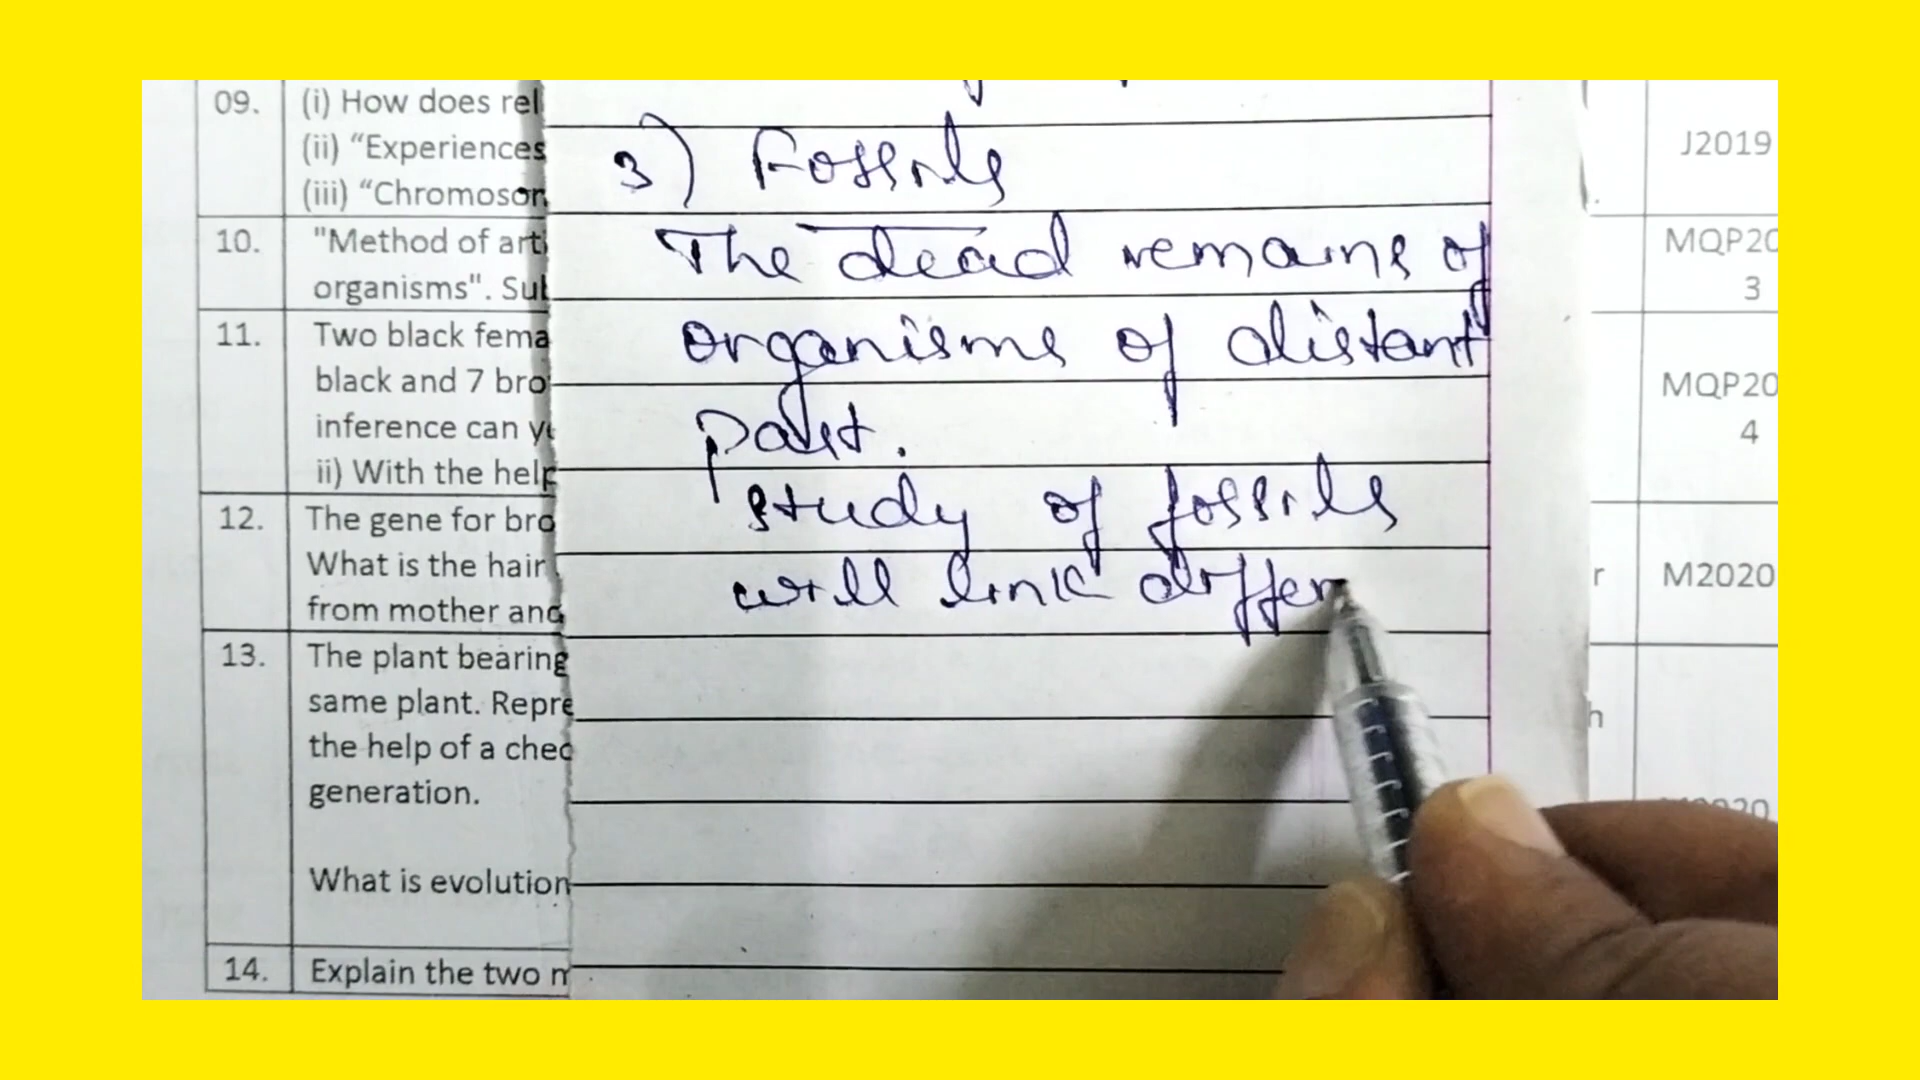 09.
(i) How does rel
(ii) “Experiences
(iii) “Chromosom
10.
"Method of arti
organisms". Sub
11.
Two black fema
black and 7 bro
inference can yo
ii) With the help
12.
The gene for bro
What is the hair
from mother and
13.
The plant bearing
same plant. Repre
the help of a chec
generation.
What is evolution
14.
Explain the two m
3) Fossils
The dead remains of
organisms of distant
past.
study of fossils
will link differ
J2019
MQP20
3
MQP20
4
r
M2020
h